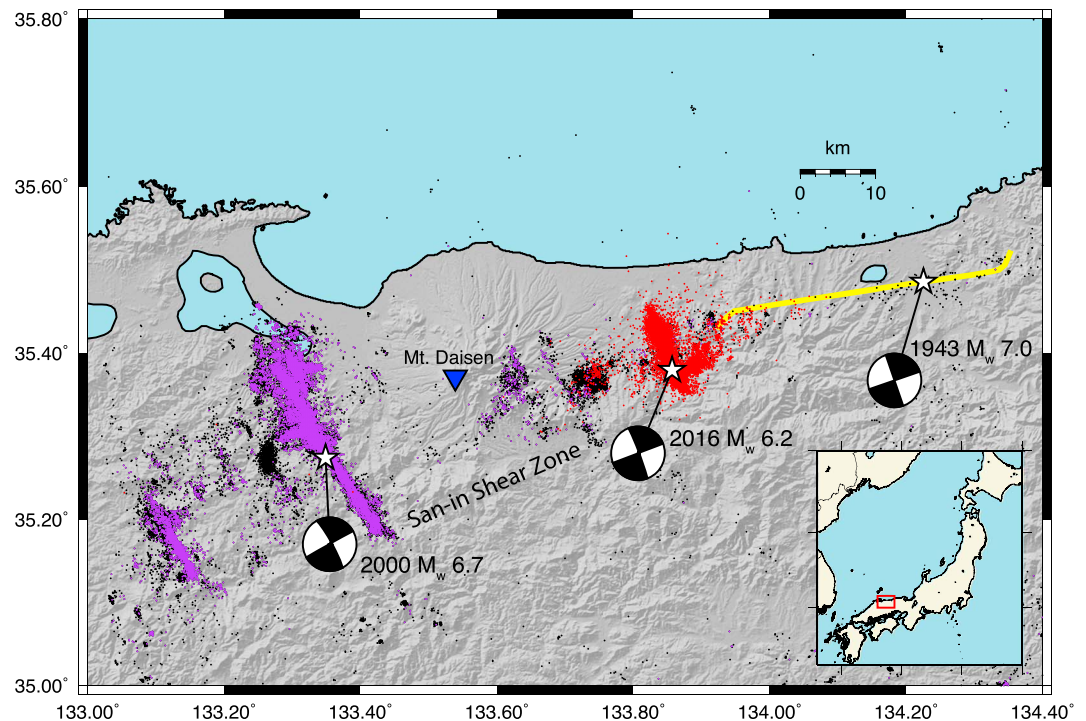 35.80°
km
35.60°
0 10
35.40°
Mt. Daisen
1943 Mw 7.0
2016 Mw 6.2
San-in Shear Zone
35.20°
2000 Mw 6.7
35.00°
133.00° 133.20° 133.40° 133.60° 133.80° 134.00° 134.20° 134.40°